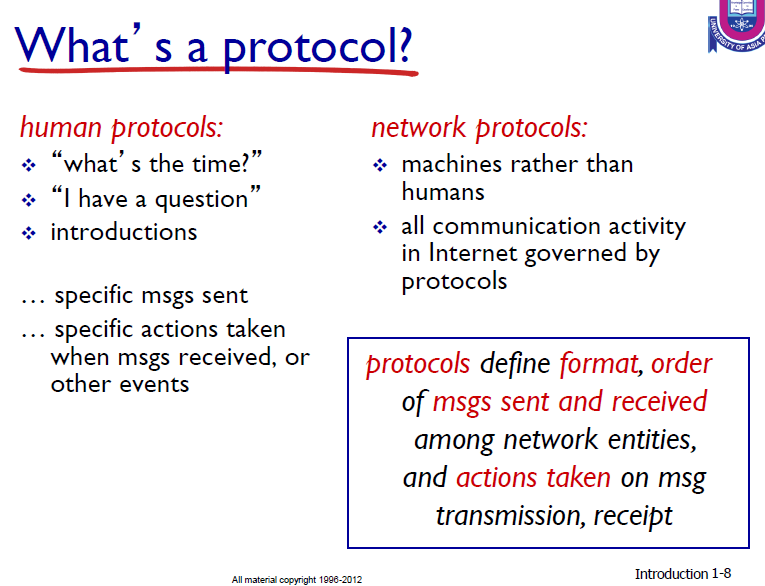 What’s a protocol?
human protocols:
“what’s the time?”
“I have a question”
introductions
… specific msgs sent
… specific actions taken
when msgs received, or
other events
network protocols:
machines rather than
humans
all communication activity
in Internet governed by
protocols
protocols define format, order
of msgs sent and received
among network entities,
and actions taken on msg
transmission, receipt
UNIVERSITY OF ASIA
All material copyright 1996-2012
Introduction 1-8